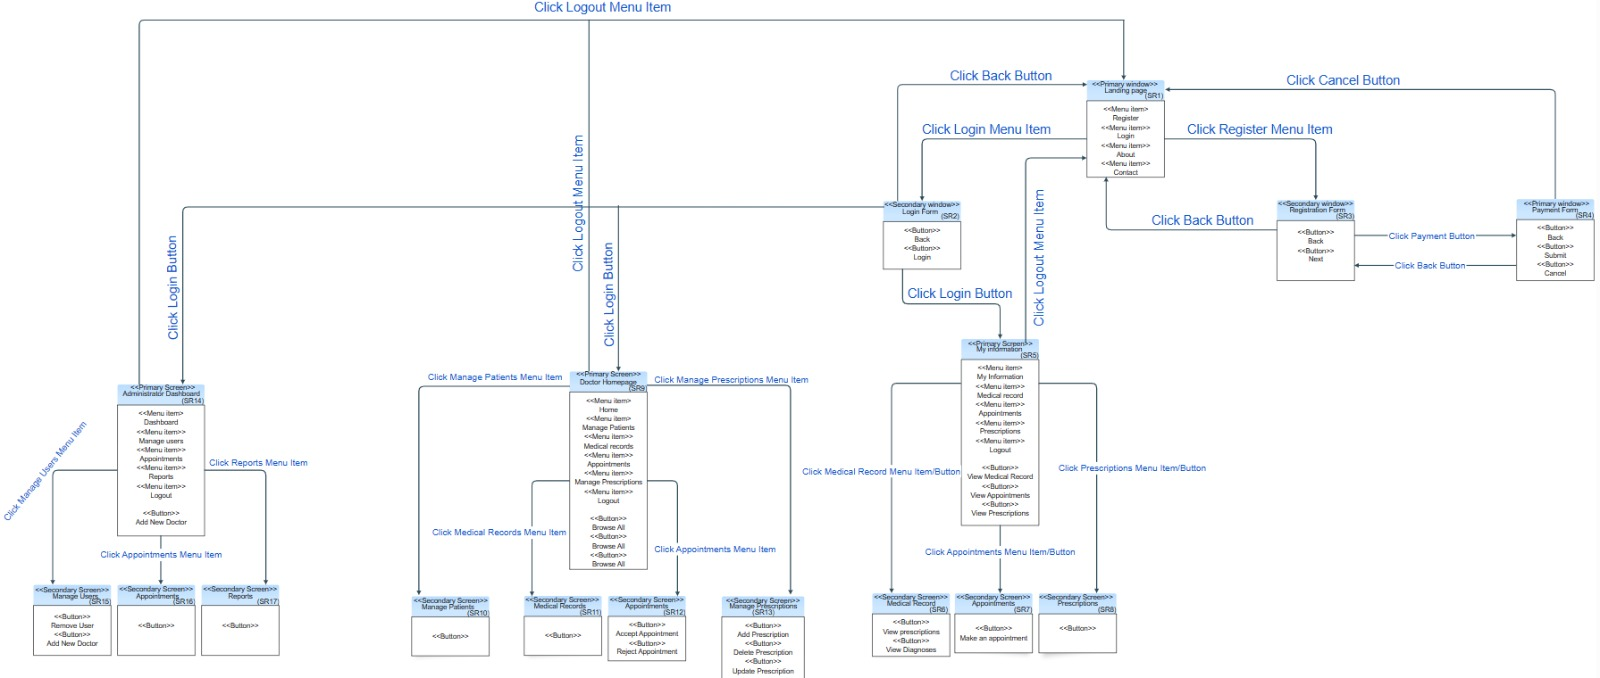 Click Logout Menu Item
Click Back Button
Click Cancel Button
<<Primary window>>
Landing page
(SR1)
<<Menu item>
Register
<<Menu item>>
Login
<<Menu item>>
About
<<Menu item>>
Contact
Click Login Menu Item
Click Register Menu Item
Click Logout Menu Item
Click Logout Menu Item
<<Secondary window>>
Login Form
(SR2)
<<Button>>
Back
<<Button>>
Login
Click Back Button
<<Secondary window>>
Registration Form
(SR3)
<<Button>>
Back
<<Button>>
Next
Click Payment Button
Click Back Button
<<Primary window>>
Payment Form
(SR4)
<<Button>>
Back
<<Button>>
Submit
<<Button>>
Cancel
Click Login Button
Click Login Button
Click Login Button
<<Primary Screen>>
My information
(SR5)
<<Menu item>
My Information
<<Menu item>>
Medical record
<<Menu item>>
Appointments
<<Menu item>>
Prescriptions
<<Menu item>>
Logout
<<Button>>
View Medical Record
<<Button>>
View Appointments
<<Button>>
View Prescriptions
Click Medical Record Menu Item/Button
Click Prescriptions Menu Item/Button
Click Appointments Menu Item/Button
<<Primary Screen>>
Doctor Homepage
(SR9)
<<Menu item>
Home
<<Menu item>
Manage Patients
<<Menu item>>
Medical records
<<Menu item>>
Appointments
<<Menu item>>
Manage Prescriptions
<<Menu item>>
Logout
<<Button>>
Browse All
<<Button>>
Browse All
<<Button>>
Browse All
Click Manage Patients Menu Item
Click Manage Prescriptions Menu Item
Click Medical Records Menu Item
Click Appointments Menu Item
<<Primary Screen>>
Administrator Dashboard
(SR14)
<<Menu item>
Dashboard
<<Menu item>>
Manage users
<<Menu item>>
Appointments
<<Menu item>>
Reports
<<Menu item>>
Logout
<<Button>>
Add New Doctor
Click Manage Users Menu Item
Click Reports Menu Item
Click Appointments Menu Item
<<Secondary Screen>>
Manage Users
(SR15)
<<Button>>
Remove User
<<Button>>
Add New Doctor
<<Secondary Screen>>
Appointments
(SR16)
<<Button>>
<<Secondary Screen>>
Reports
(SR17)
<<Button>>
<<Secondary Screen>>
Manage Patients
(SR10)
<<Button>>
<<Secondary Screen>>
Medical Records
(SR11)
<<Button>>
<<Secondary Screen>>
Appointments
(SR12)
<<Button>>
Accept Appointment
<<Button>>
Reject Appointment
<<Secondary Screen>>
Manage Prescriptions
(SR13)
<<Button>>
Add Prescription
<<Button>>
Delete Prescription
<<Button>>
Update Prescription
<<Secondary Screen>>
Medical Record
(SR6)
<<Button>>
View prescriptions
<<Button>>
View Diagnoses
<<Secondary Screen>>
Appointments
(SR7)
<<Button>>
Make an appointment
<<Secondary Screen>>
Prescriptions
(SR8)
<<Button>>